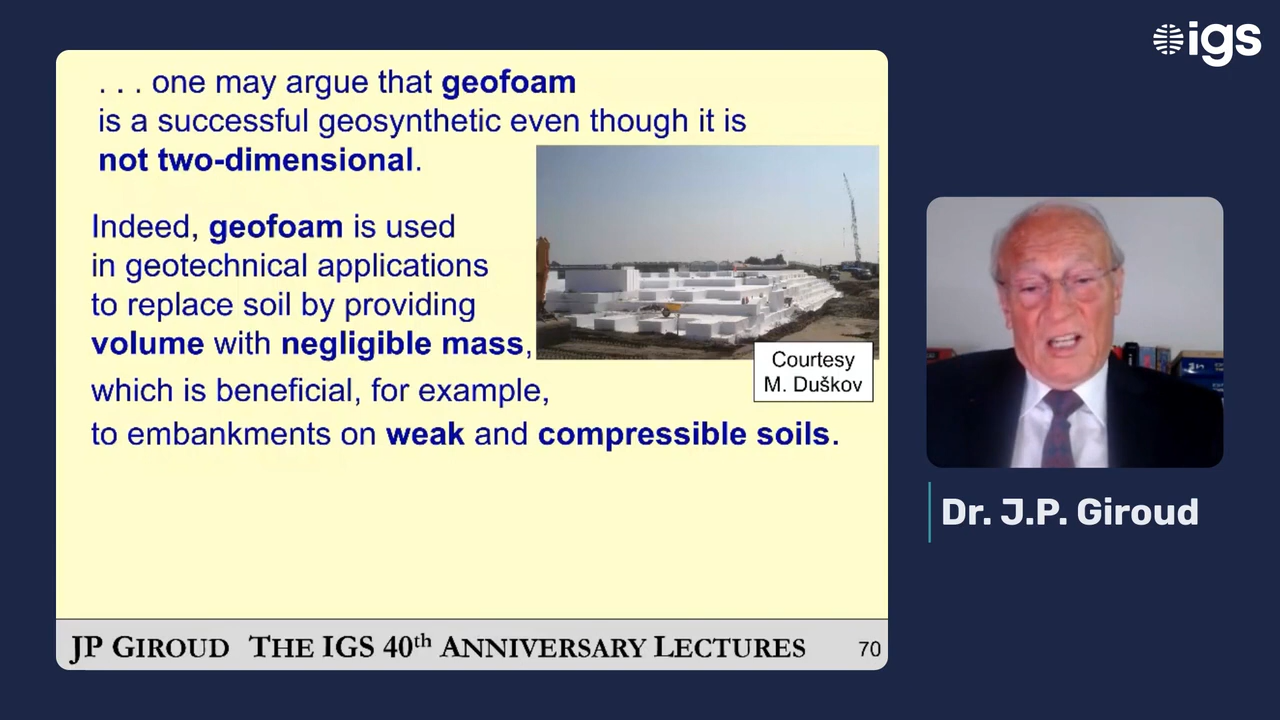 igs
. . . one may argue that geofoam
is a successful geosynthetic even though it is
not two-dimensional.
Indeed, geofoam is used
in geotechnical applications
to replace soil by providing
volume with negligible mass,
which is beneficial, for example,
to embankments on weak and compressible soils.
Courtesy
M. Duškov
Dr. J.P. Giroud
JP GIROUD THE IGS 40th ANNIVERSARY LECTURES 70